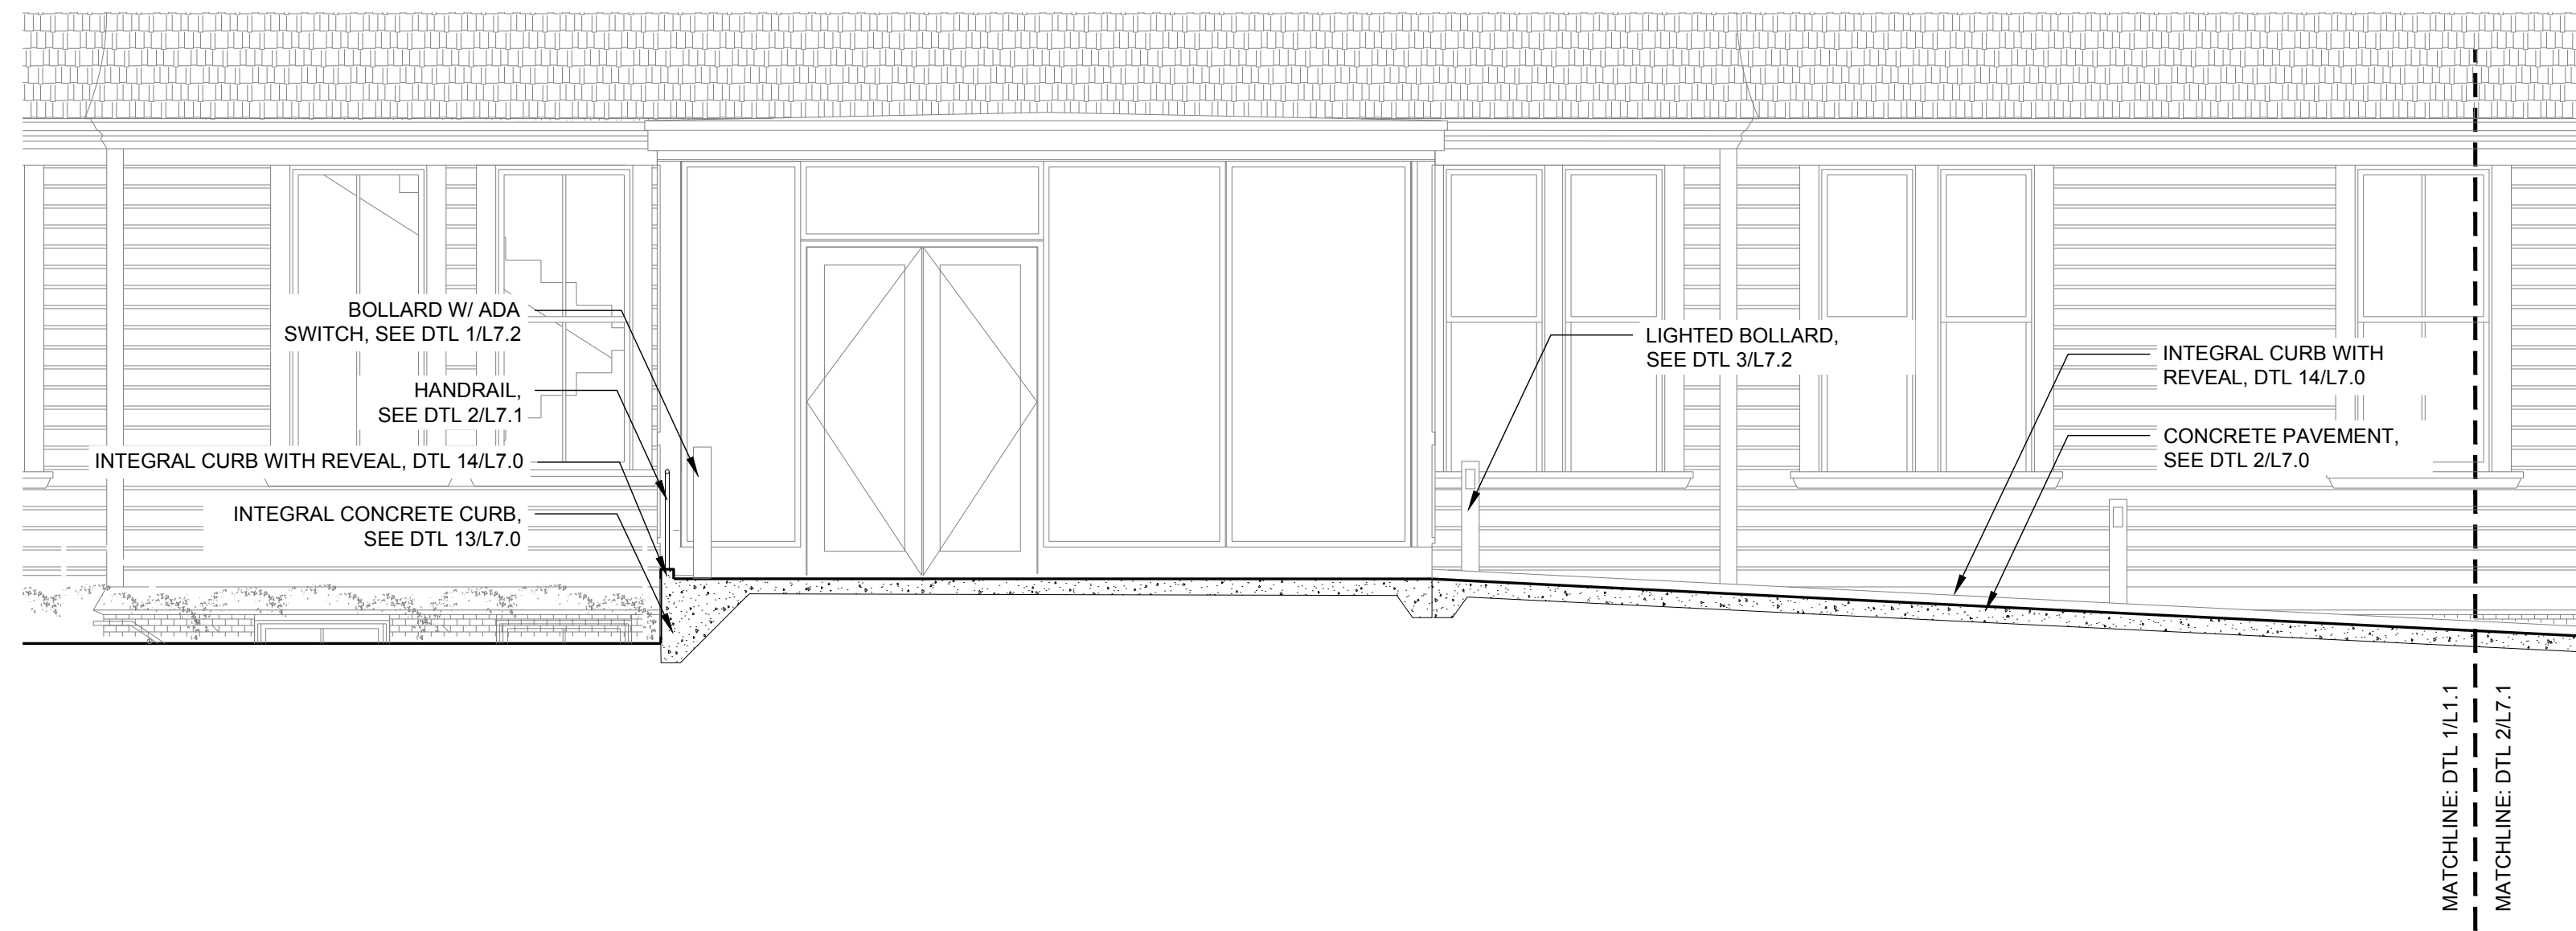 BOLLARD W/ ADA
SWITCH, SEE DTL 1/L7.2
HANDRAIL,
SEE DTL 2/L7.1
INTEGRAL CURB WITH REVEAL, DTL 14/L7.0
INTEGRAL CONCRETE CURB,
SEE DTL 13/L7.0
LIGHTED BOLLARD,
SEE DTL 3/L7.2
INTEGRAL CURB WITH
REVEAL, DTL 14/L7.0
CONCRETE PAVEMENT,
SEE DTL 2/L7.0
MATCHLINE: DTL 1/L1.1
MATCHLINE: DTL 2/L7.1